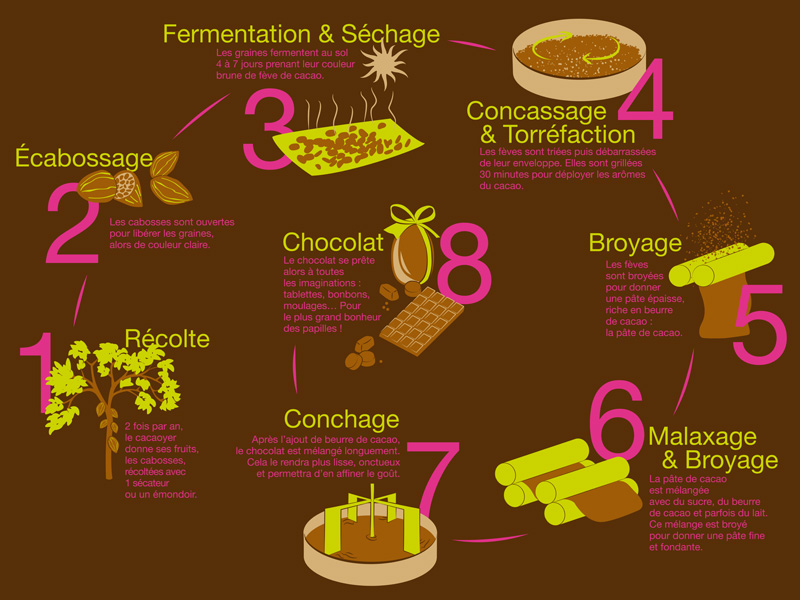 1
Récolte
2 fois par an,
le cacaoyer
donne ses fruits,
les cabosses,
récoltées avec
1 sécateur
ou un émondoir.
2
Écabossage
Les cabosses sont ouvertes
pour libérer les graines,
alors de couleur claire.
3
Fermentation & Séchage
Les graines fermentent au sol
4 à 7 jours prenant leur couleur
brune de fève de cacao.
4
Concassage
& Torréfaction
Les fèves sont triées puis débarrassées
de leur enveloppe. Elles sont grillées
30 minutes pour déployer les arômes
du cacao.
5
Broyage
Les fèves
sont broyées
pour donner
une pâte épaisse,
riche en beurre
de cacao :
la pâte de cacao.
6
Malaxage
& Broyage
La pâte de cacao
est mélangée
avec du sucre, du beurre
de cacao et parfois du lait.
Ce mélange est broyé
pour donner une pâte fine
et fondante.
7
Conchage
Après l'ajout de beurre de cacao,
le chocolat est mélangé longuement.
Cela le rendra plus lisse, onctueux
et permettra d'en affiner le goût.
8
Chocolat
Le chocolat se prête
alors à toutes
les imaginations :
tablettes, bonbons,
moulages... Pour
le plus grand bonheur
des papilles !